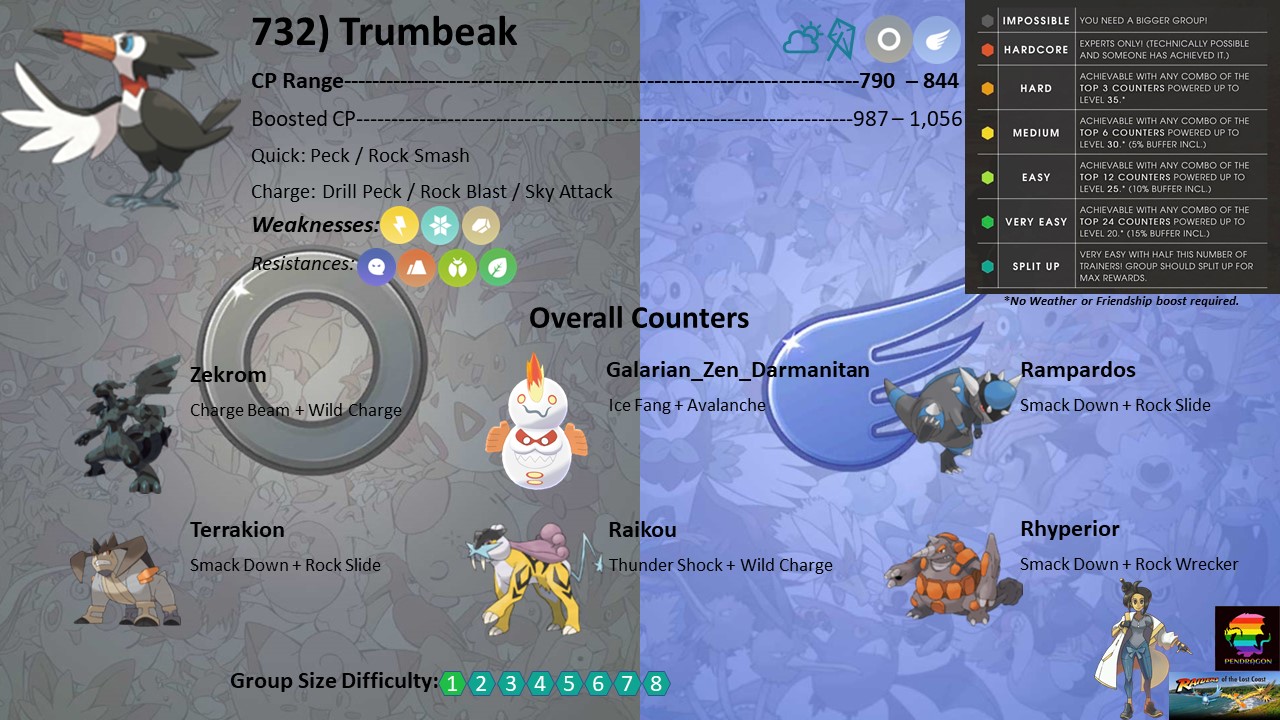 732) Trumbeak
CP Range----------------------------------------------------------------------------790 – 844
Boosted CP--------------------------------------------------------------------------987 – 1,056
Quick: Peck / Rock Smash
Charge: Drill Peck / Rock Blast / Sky Attack
Weaknesses:
Resistances:
IMPOSSIBLE YOU NEED A BIGGER GROUP!
HARDCORE EXPERTS ONLY! (TECHNICALLY POSSIBLE
AND SOMEONE HAS ACHIEVED IT.)
HARD ACHIEVABLE WITH ANY COMBO OF THE
TOP 3 COUNTERS POWERED UP TO
LEVEL 35.*
MEDIUM ACHIEVABLE WITH ANY COMBO OF THE
TOP 6 COUNTERS POWERED UP TO
LEVEL 30.* (5% BUFFER INCL.)
EASY ACHIEVABLE WITH ANY COMBO OF THE
TOP 12 COUNTERS POWERED UP TO
LEVEL 25.* (10% BUFFER INCL.)
VERY EASY ACHIEVABLE WITH ANY COMBO OF THE
TOP 24 COUNTERS POWERED UP TO
LEVEL 20.* (15% BUFFER INCL.)
SPLIT UP VERY EASY WITH HALF THIS NUMBER OF
TRAINERS! GROUP SHOULD SPLIT UP FOR
MAX REWARDS.
*No Weather or Friendship boost required.
Overall Counters
Zekrom
Charge Beam + Wild Charge
Galarian_Zen_Darmanitan
Ice Fang + Avalanche
Rampardos
Smack Down + Rock Slide
Terrakion
Smack Down + Rock Slide
Raikou
Thunder Shock + Wild Charge
Rhyperior
Smack Down + Rock Wrecker
Group Size Difficulty: 1 2 3 4 5 6 7 8
PENDRAGON
RAIDERS of the Lost Coast